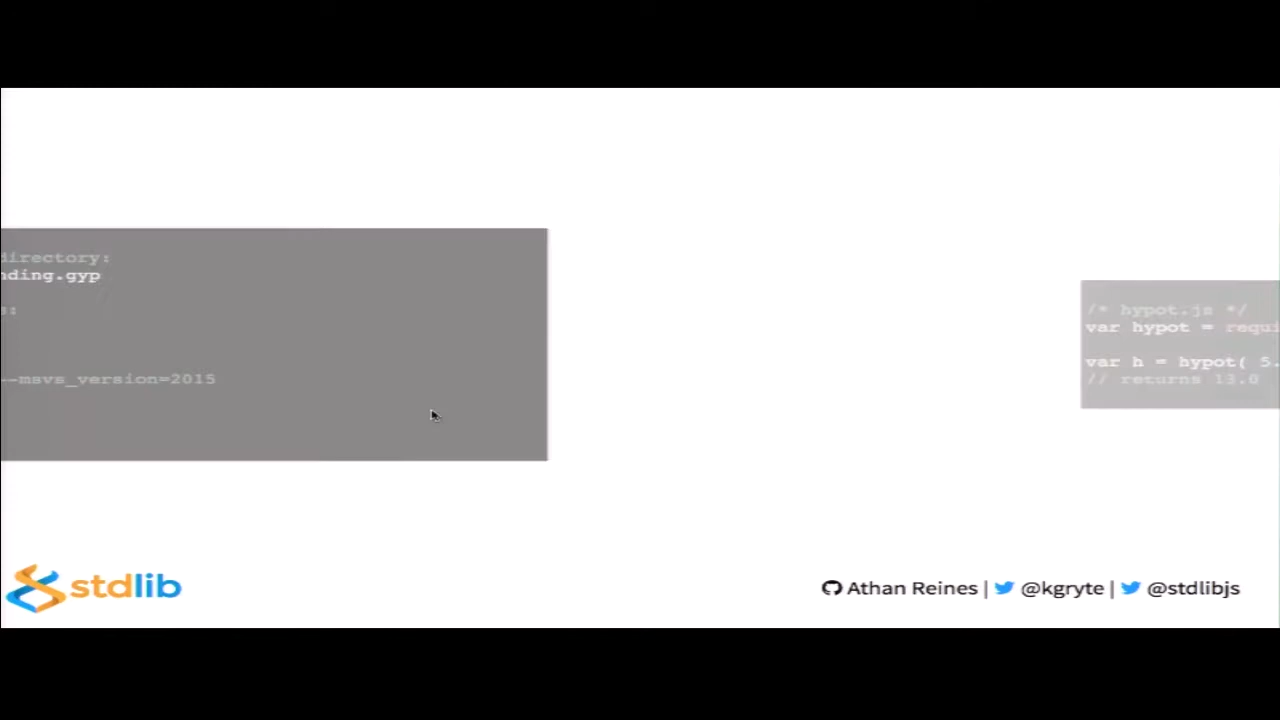 directory:
nding.gyp
s:
--msvs_version=2015
/* hypot.js */
var hypot = requi
var h = hypot( 5.
// returns 13.0
stdlib
Athan Reines | @kgryte | @stdlibjs